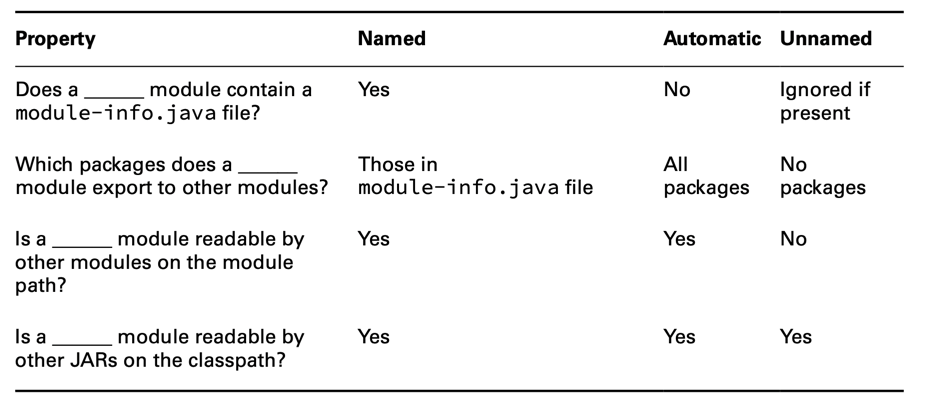 Property Named Automatic Unnamed
Does a ______ module contain a Yes No Ignored if
module-info.java file? present
Which packages does a ______ Those in All No
module export to other modules? module-info.java file packages packages
Is a ______ module readable by Yes Yes No
other modules on the module
path?
Is a ______ module readable by Yes Yes Yes
other JARs on the classpath?